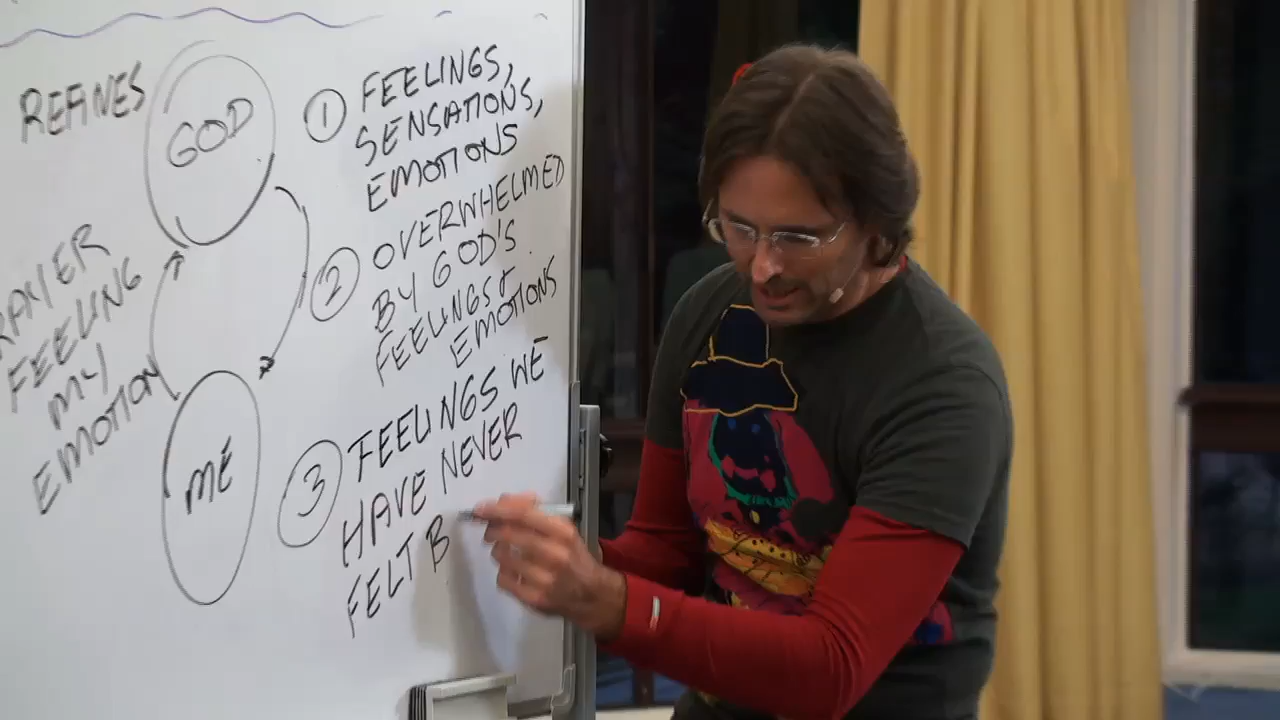 REFINES
GOD
FEELING
MY
EMOTION
ME
1 FEELINGS,
SENSATIONS,
EMOTIONS
2 OVERWHELMED
BY GOD'S
FEELINGS &
EMOTIONS
3 FEELINGS WE
HAVE NEVER
FELT B